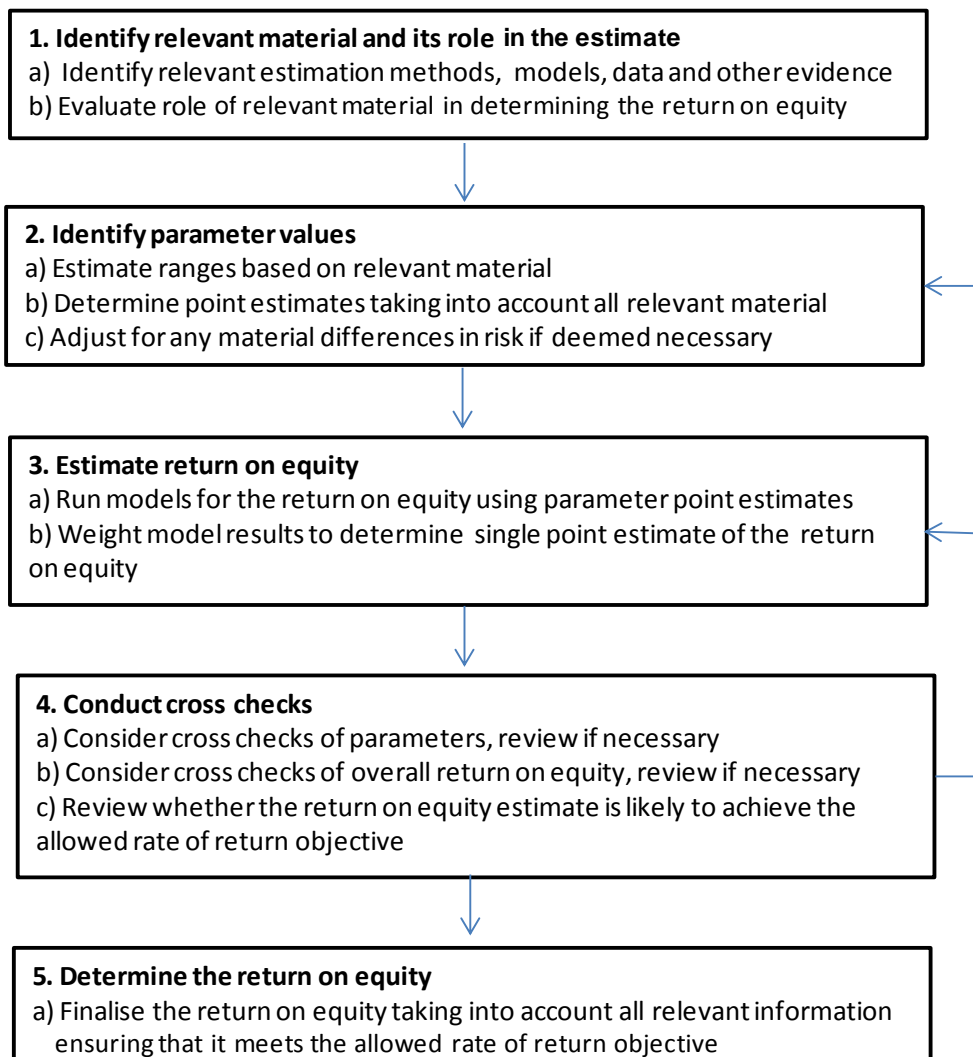 1. Identify relevant material and its role in the estimate
a) Identify relevant estimation methods, models, data and other evidence
b) Evaluate role of relevant material in determining the return on equity
2. Identify parameter values
a) Estimate ranges based on relevant material
b) Determine point estimates taking into account all relevant material
c) Adjust for any material differences in risk if deemed necessary
3. Estimate return on equity
a) Run models for the return on equity using parameter point estimates
b) Weight model results to determine single point estimate of the return
on equity
4. Conduct cross checks
a) Consider cross checks of parameters, review if necessary
b) Consider cross checks of overall return on equity, review if necessary
c) Review whether the return on equity estimate is likely to achieve the
allowed rate of return objective
5. Determine the return on equity
a) Finalise the return on equity taking into account all relevant information
ensuring that it meets the allowed rate of return objective